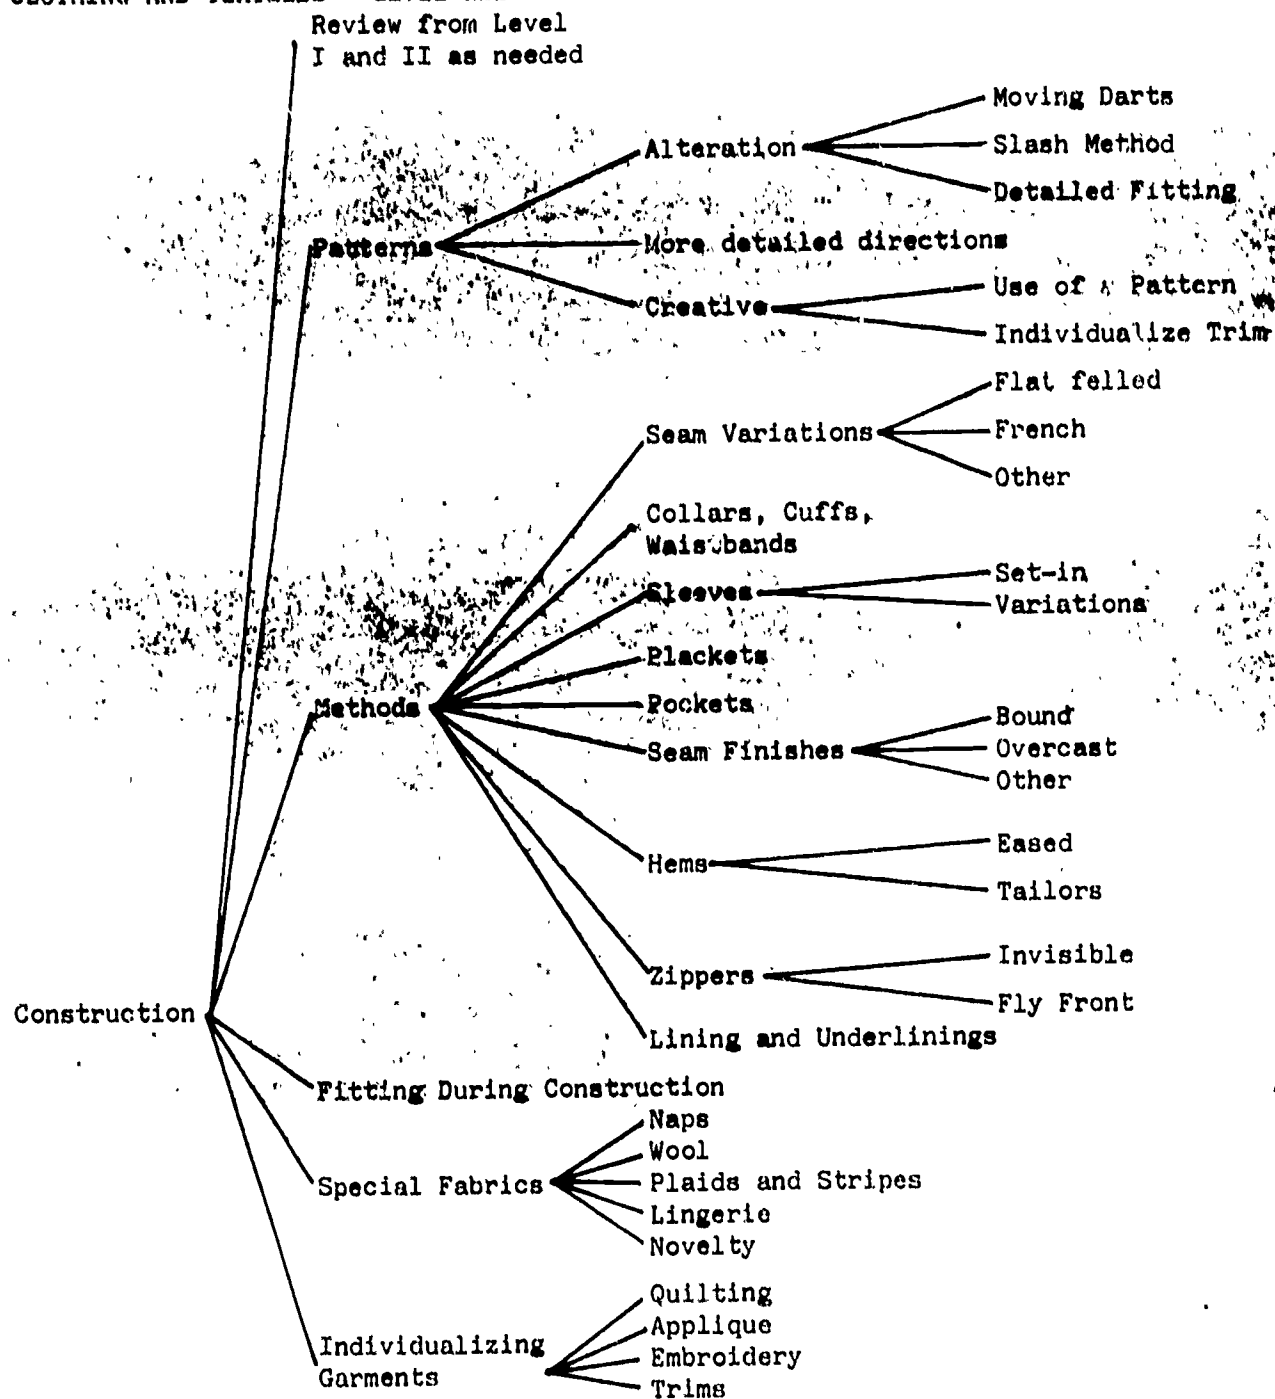 Review from Level
I and II as needed
Moving Darts
Alteration
Slash Method
Detailed Fitting
Patterns
More detailed directions
Creative
Use of a Pattern
Individualize Trim
Flat felled
Seam Variations
French
Other
Collars, Cuffs,
Waistbands
Sleeves
Set-in
Variations
Plackets
Methods
Pockets
Seam Finishes
Bound
Overcast
Other
Hems
Eased
Tailors
Zippers
Invisible
Fly Front
Construction
Lining and Underlinings
Fitting During Construction
Special Fabrics
Naps
Wool
Plaids and Stripes
Lingerie
Novelty
Individualizing
Garments
Quilting
Applique
Embroidery
Trims